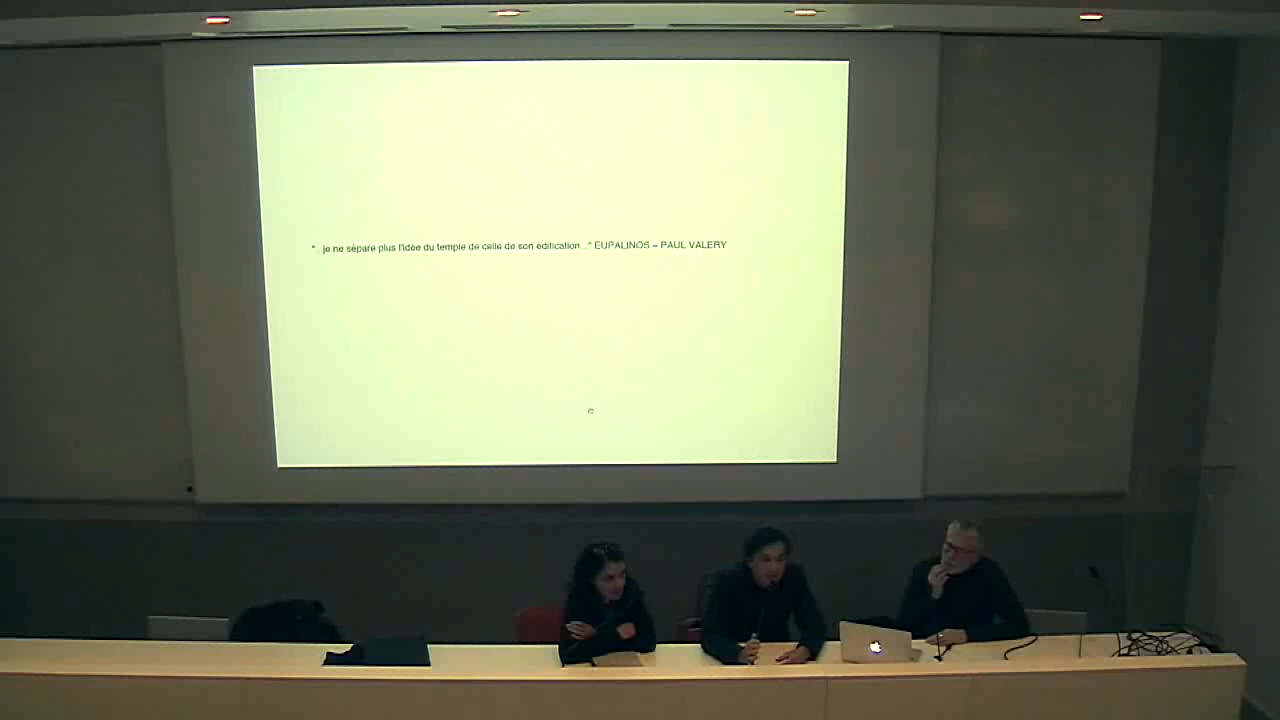 "...je ne sépare plus l'idée du temple de celle de son édification..." EUPALINOS – PAUL VALERY
e